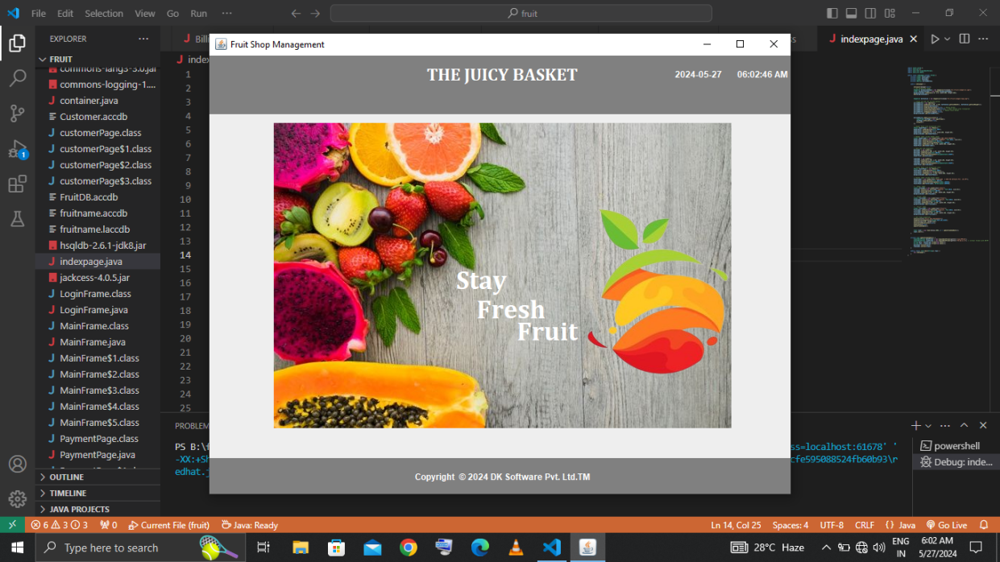 File Edit Selection View Go Run ···
fruit
EXPLORER
FRUIT
commons-lang3-3.0.jar
commons-logging-1....
container.java
Customer.accdb
customerPage.class
customerPage$1.class
customerPage$2.class
customerPage$3.class
FruitDB.accdb
fruitname.accdb
fruitname.laccdb
hsqldb-2.6.1-jdk8.jar
indexpage.java
jackcess-4.0.5.jar
LoginFrame.class
LoginFrame.java
MainFrame.class
MainFrame.java
MainFrame$1.class
MainFrame$2.class
MainFrame$3.class
MainFrame$4.class
MainFrame$5.class
PaymentPage.class
PaymentPage.java
OUTLINE
TIMELINE
JAVA PROJECTS
Bill
indexpage.java
index
1
2
3
4
5
6
7
8
9
10
11
12
13
14
15
16
17
18
19
20
21
22
23
24
25
Fruit Shop Management
THE JUICY BASKET
2024-05-27 06:02:46 AM
Stay
Fresh
Fruit
Copyright © 2024 DK Software Pvt. Ltd.TM
PROBLEM
PS B:\f
ss=localhost:61678' '
-XX:+Sh
cfe595088524fb60b93\r
edhat.j
powershell
Debug: inde...
6 3 3
0
Current File (fruit)
Java: Ready
Ln 14, Col 25
Spaces: 4
UTF-8
CRLF
{ } Java
Go Live
Type here to search
28°C Haze
ENG
IN
6:02 AM
5/27/2024